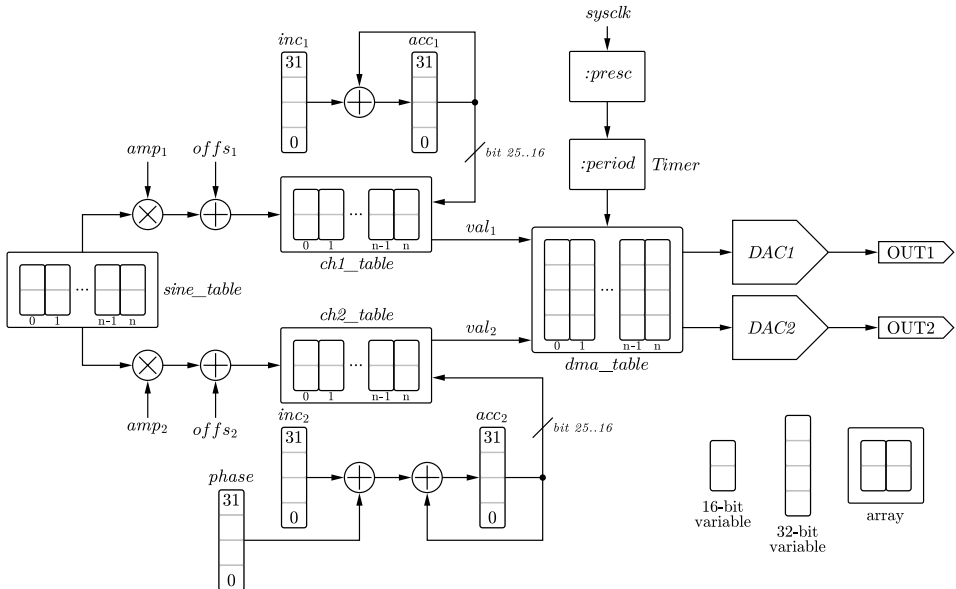 sysclk
inc1
acc1
31
31
:presc
0
0
bit 25..16
amp1
offs1
:period
Timer
...
0 1 n-1 n
ch1_table
val1
DAC1
OUT1
...
0 1 n-1 n
sine_table
...
0 1 n-1 n
dma_table
ch2_table
val2
DAC2
OUT2
...
0 1 n-1 n
amp2
offs2
inc2
acc2
31
31
bit 25..16
phase
31
0
0
0
16-bit
variable
32-bit
variable
array